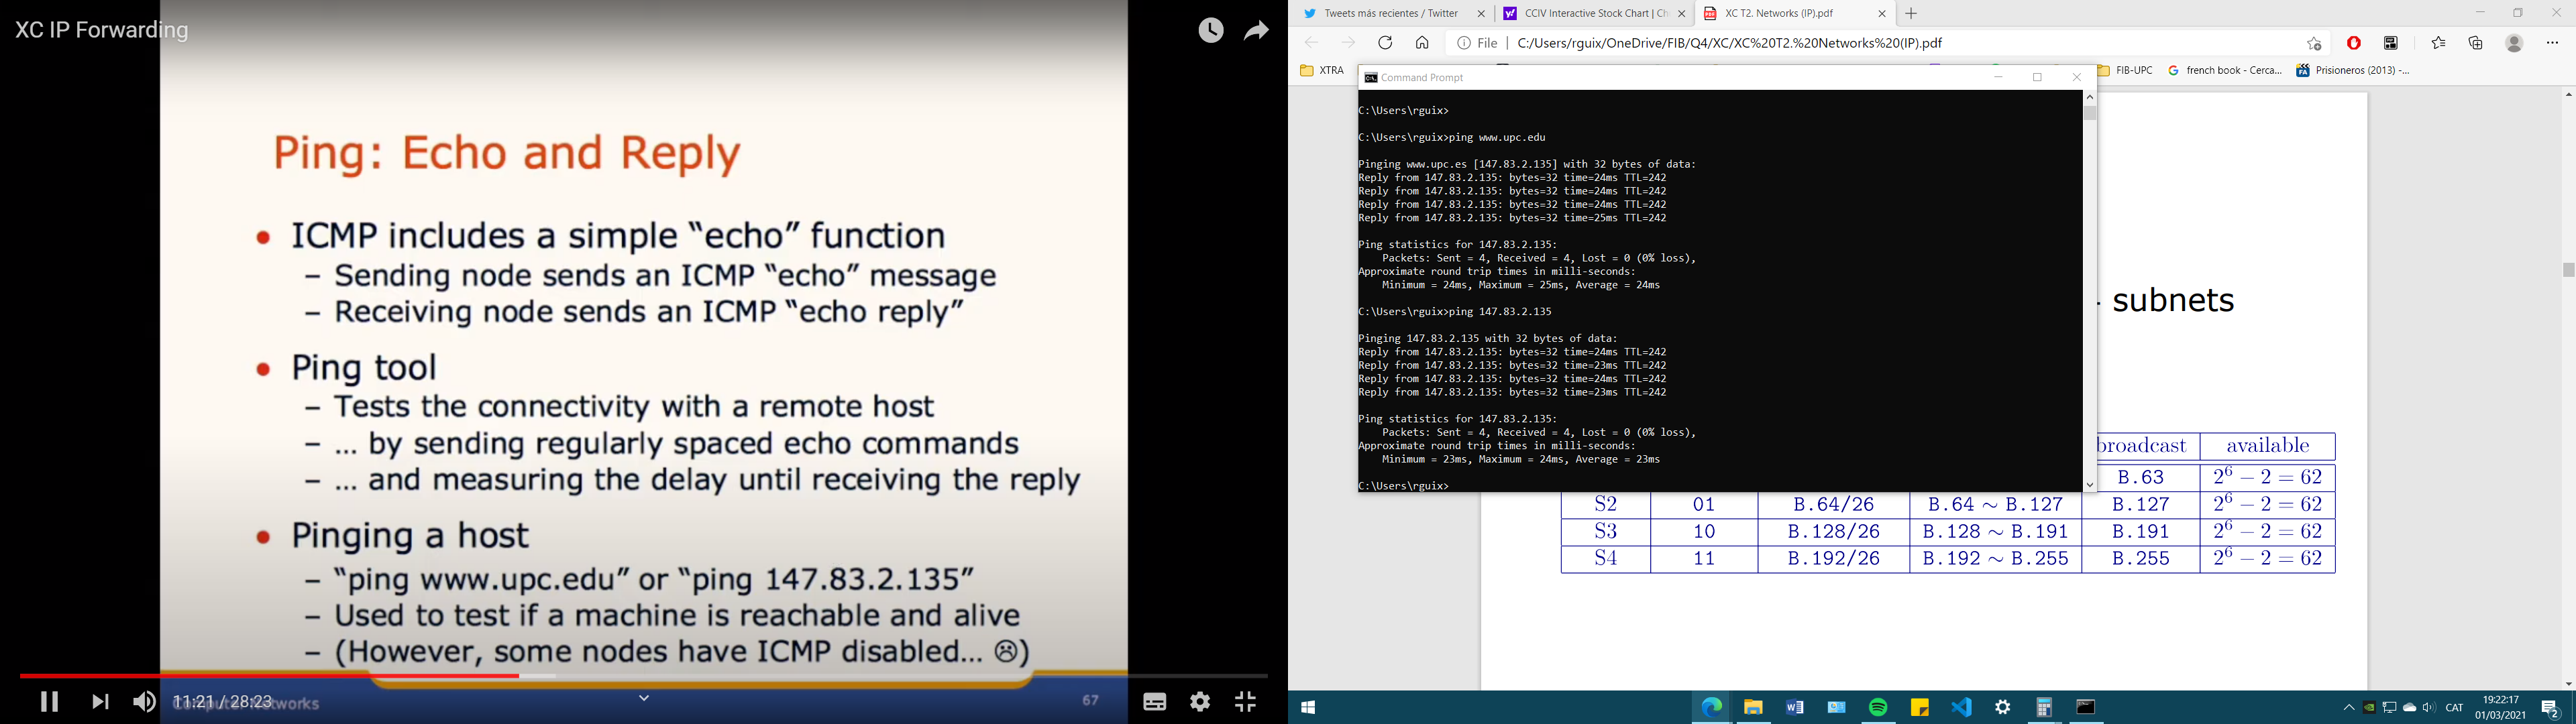 XC IP Forwarding
Ping: Echo and Reply
• ICMP includes a simple “echo” function
– Sending node sends an ICMP “echo” message
– Receiving node sends an ICMP “echo reply”
• Ping tool
– Tests the connectivity with a remote host
– ... by sending regularly spaced echo commands
– ... and measuring the delay until receiving the reply
• Pinging a host
– “ping www.upc.edu” or “ping 147.83.2.135”
– Used to test if a machine is reachable and alive
– (However, some nodes have ICMP disabled... ☹)
11:21 / 28:23
Computer Networks
67
Tweets más recientes / Twitter
CCIV Interactive Stock Chart | Ch
XC T2. Networks (IP).pdf
File | C:/Users/rguix/OneDrive/FIB/Q4/XC/XC%20T2.%20Networks%20(IP).pdf
XTRA
FIB-UPC
french book - Cerca...
Prisioneros (2013) -...
Command Prompt
C:\Users\rguix>
C:\Users\rguix>ping www.upc.edu
Pinging www.upc.es [147.83.2.135] with 32 bytes of data:
Reply from 147.83.2.135: bytes=32 time=24ms TTL=242
Reply from 147.83.2.135: bytes=32 time=24ms TTL=242
Reply from 147.83.2.135: bytes=32 time=24ms TTL=242
Reply from 147.83.2.135: bytes=32 time=25ms TTL=242
Ping statistics for 147.83.2.135:
Packets: Sent = 4, Received = 4, Lost = 0 (0% loss),
Approximate round trip times in milli-seconds:
Minimum = 24ms, Maximum = 25ms, Average = 24ms
C:\Users\rguix>ping 147.83.2.135
Pinging 147.83.2.135 with 32 bytes of data:
Reply from 147.83.2.135: bytes=32 time=24ms TTL=242
Reply from 147.83.2.135: bytes=32 time=23ms TTL=242
Reply from 147.83.2.135: bytes=32 time=24ms TTL=242
Reply from 147.83.2.135: bytes=32 time=23ms TTL=242
Ping statistics for 147.83.2.135:
Packets: Sent = 4, Received = 4, Lost = 0 (0% loss),
Approximate round trip times in milli-seconds:
Minimum = 23ms, Maximum = 24ms, Average = 23ms
C:\Users\rguix>
subnets
broadcast available
B.63 2⁶ − 2 = 62
S2 01 B.64/26 B.64 ∼ B.127 B.127 2⁶ − 2 = 62
S3 10 B.128/26 B.128 ∼ B.191 B.191 2⁶ − 2 = 62
S4 11 B.192/26 B.192 ∼ B.255 B.255 2⁶ − 2 = 62
CAT
19:22:17
01/03/2021
2